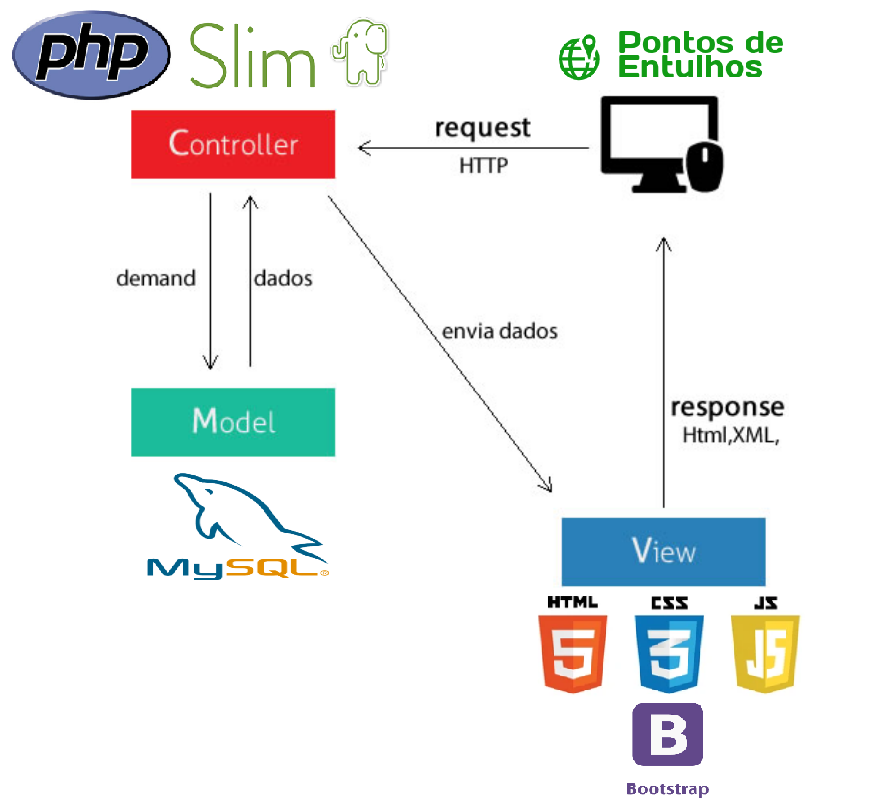 php
Slim
Pontos de
Entulhos
Controller
request
HTTP
demand
dados
envia dados
Model
response
Html,XML,
MySQL®
View
HTML
CSS
JS
5
3
JS
B
Bootstrap